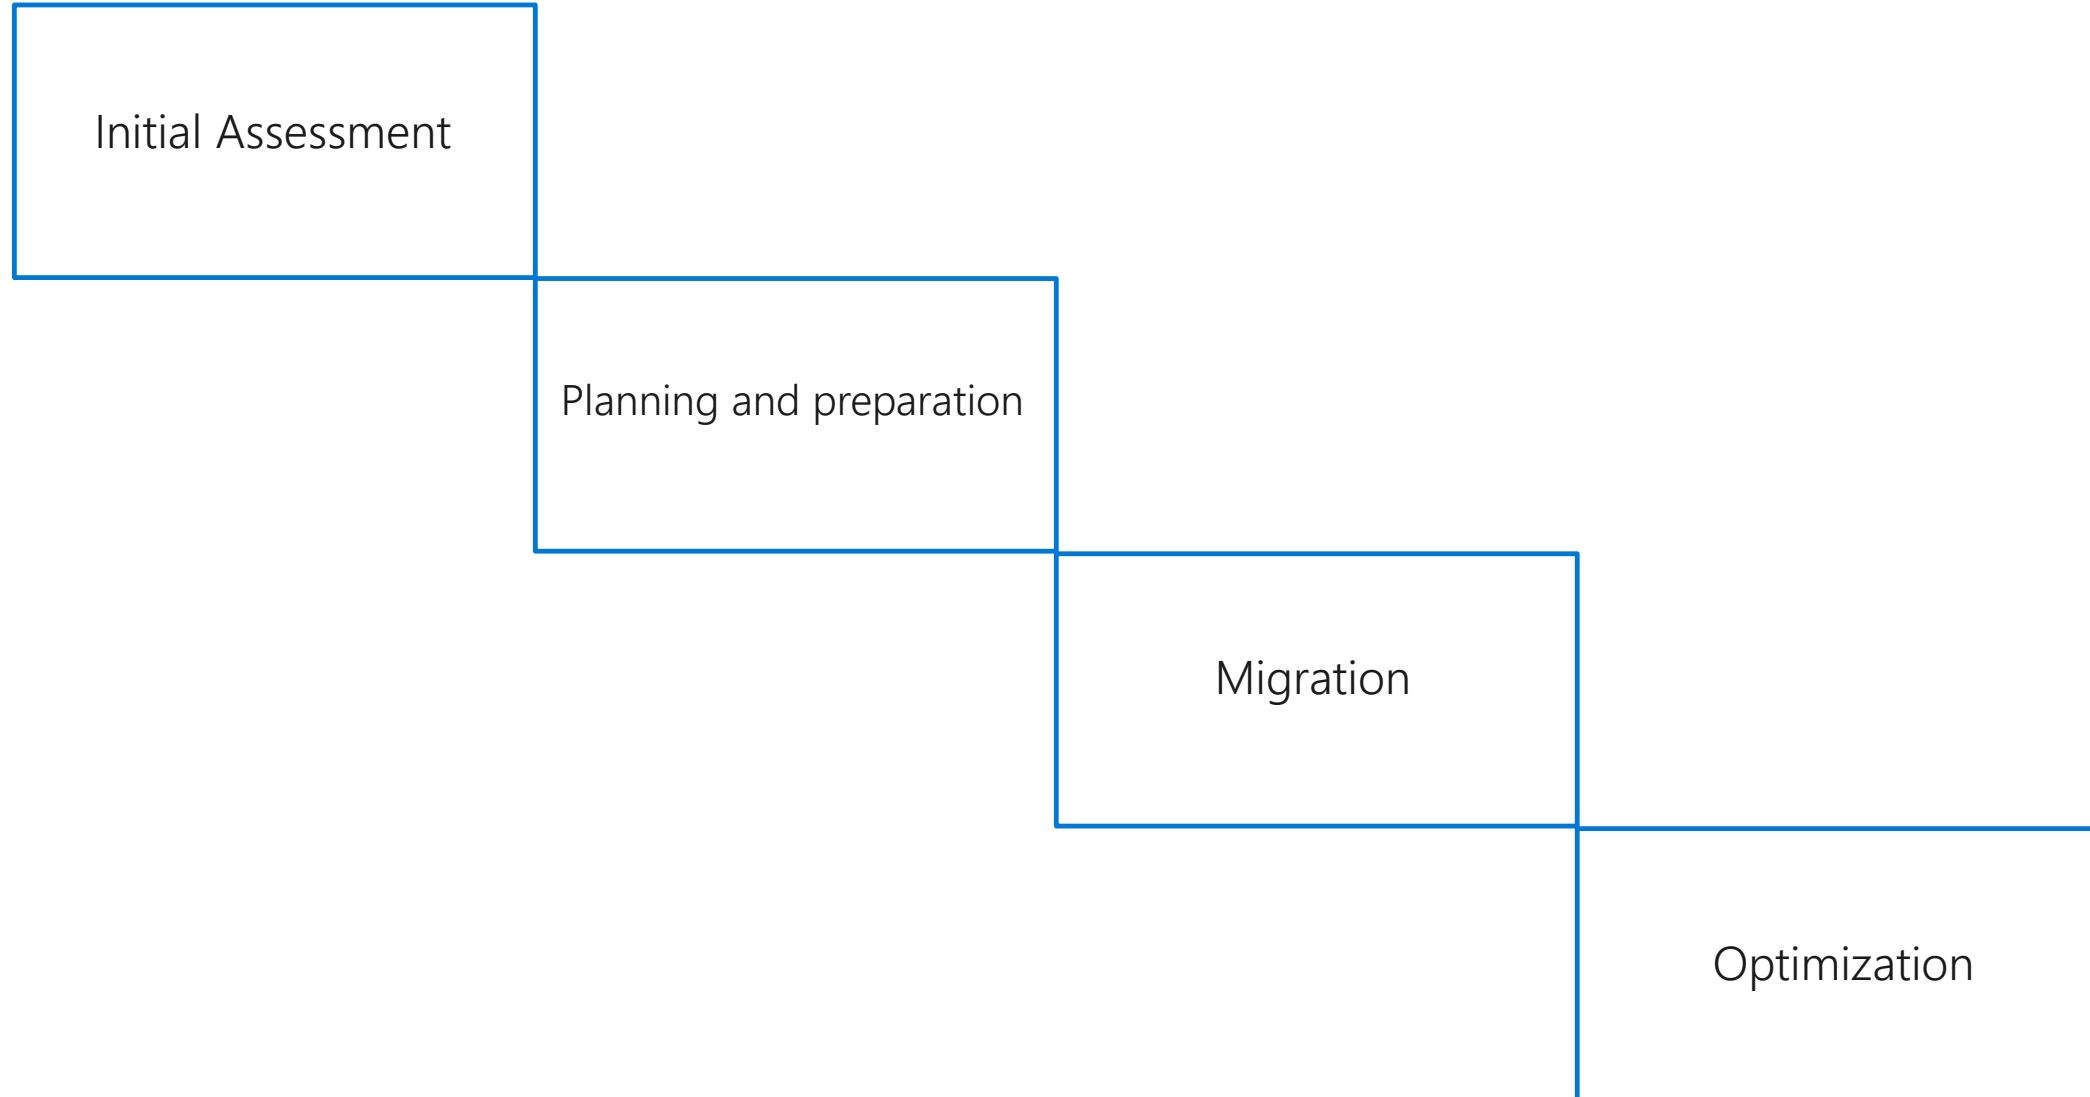 Initial Assessment
Planning and preparation
Migration
Optimization